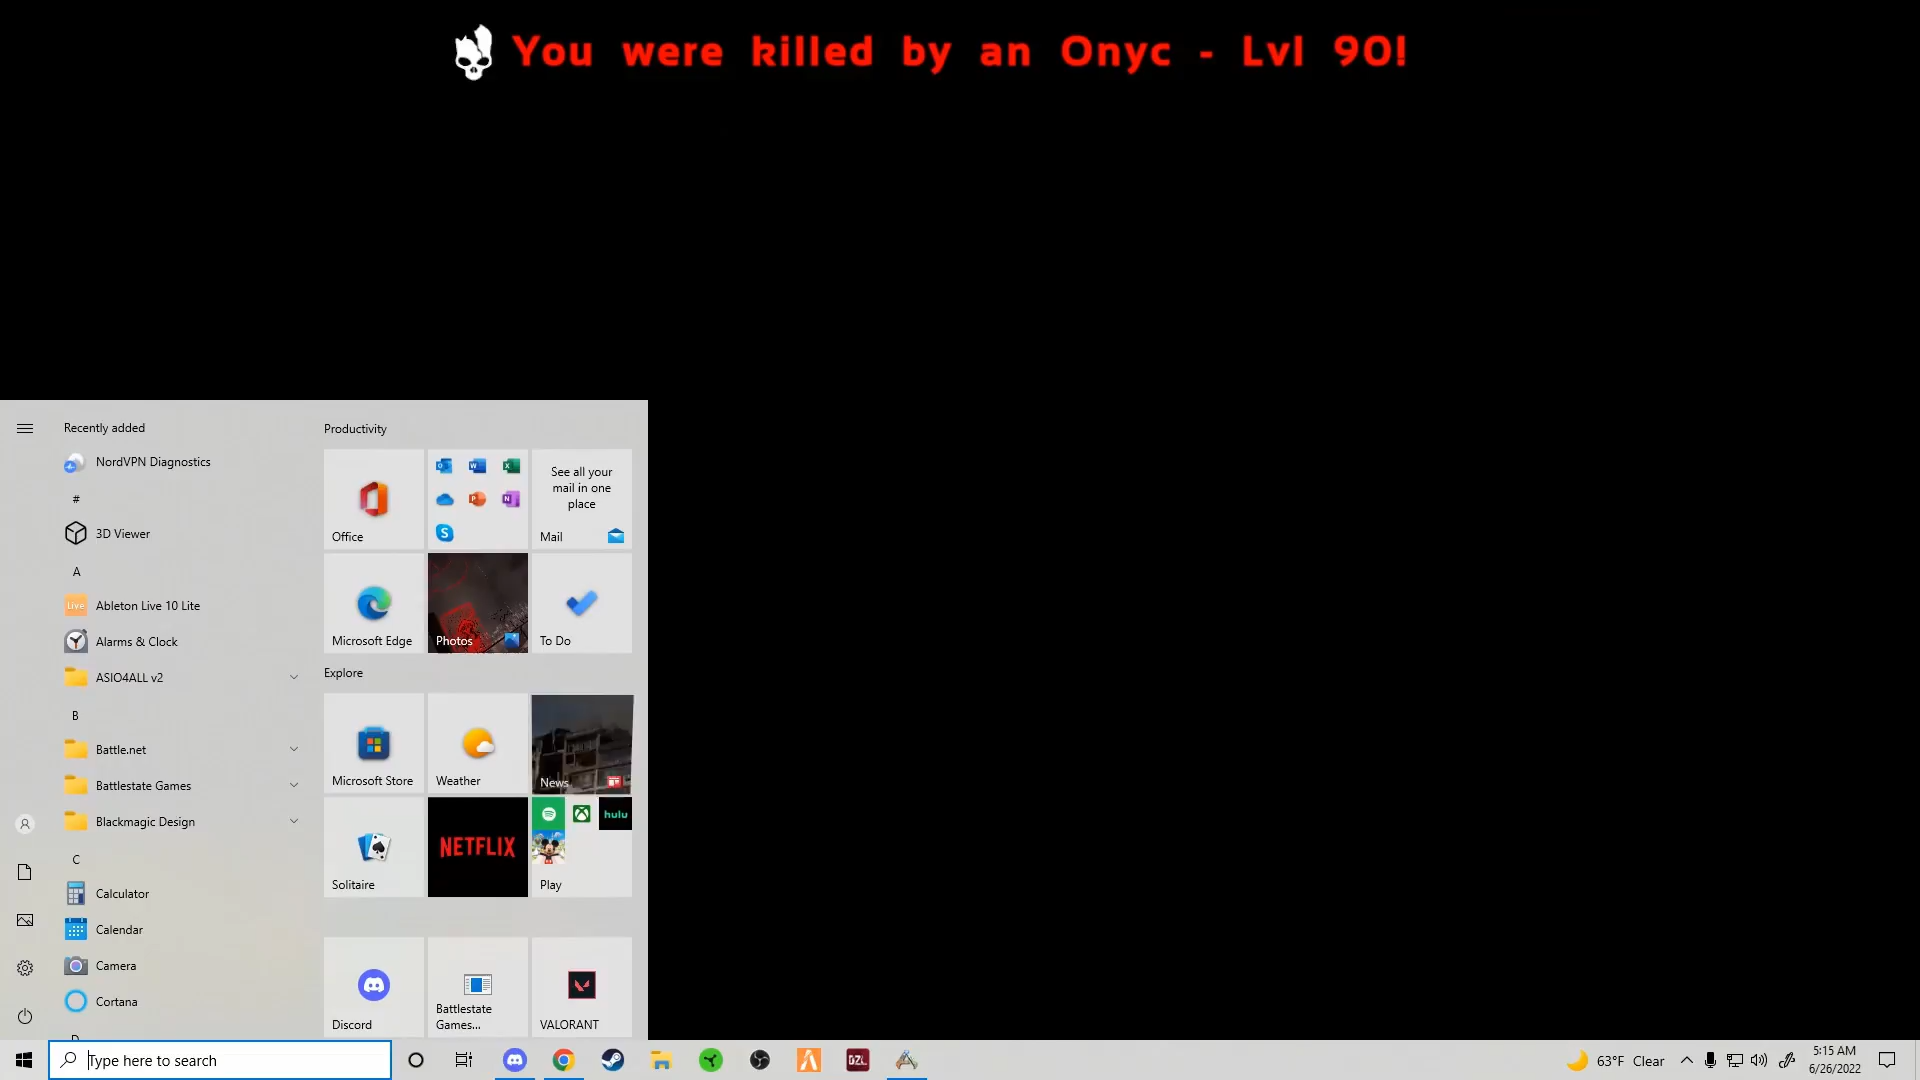 You were killed by an Onyc - Lvl 90!
Recently added
NordVPN Diagnostics
#
3D Viewer
A
Live
Ableton Live 10 Lite
Alarms & Clock
ASIO4ALL v2
B
Battle.net
Battlestate Games
Blackmagic Design
C
Calculator
Calendar
Camera
Cortana
D
Productivity
Office
See all your
mail in one
place
Mail
Microsoft Edge
Photos
To Do
Explore
Microsoft Store
Weather
News
Solitaire
NETFLIX
hulu
Play
Discord
Battlestate
Games...
VALORANT
Type here to search
DZL
63°F Clear
5:15 AM
6/26/2022